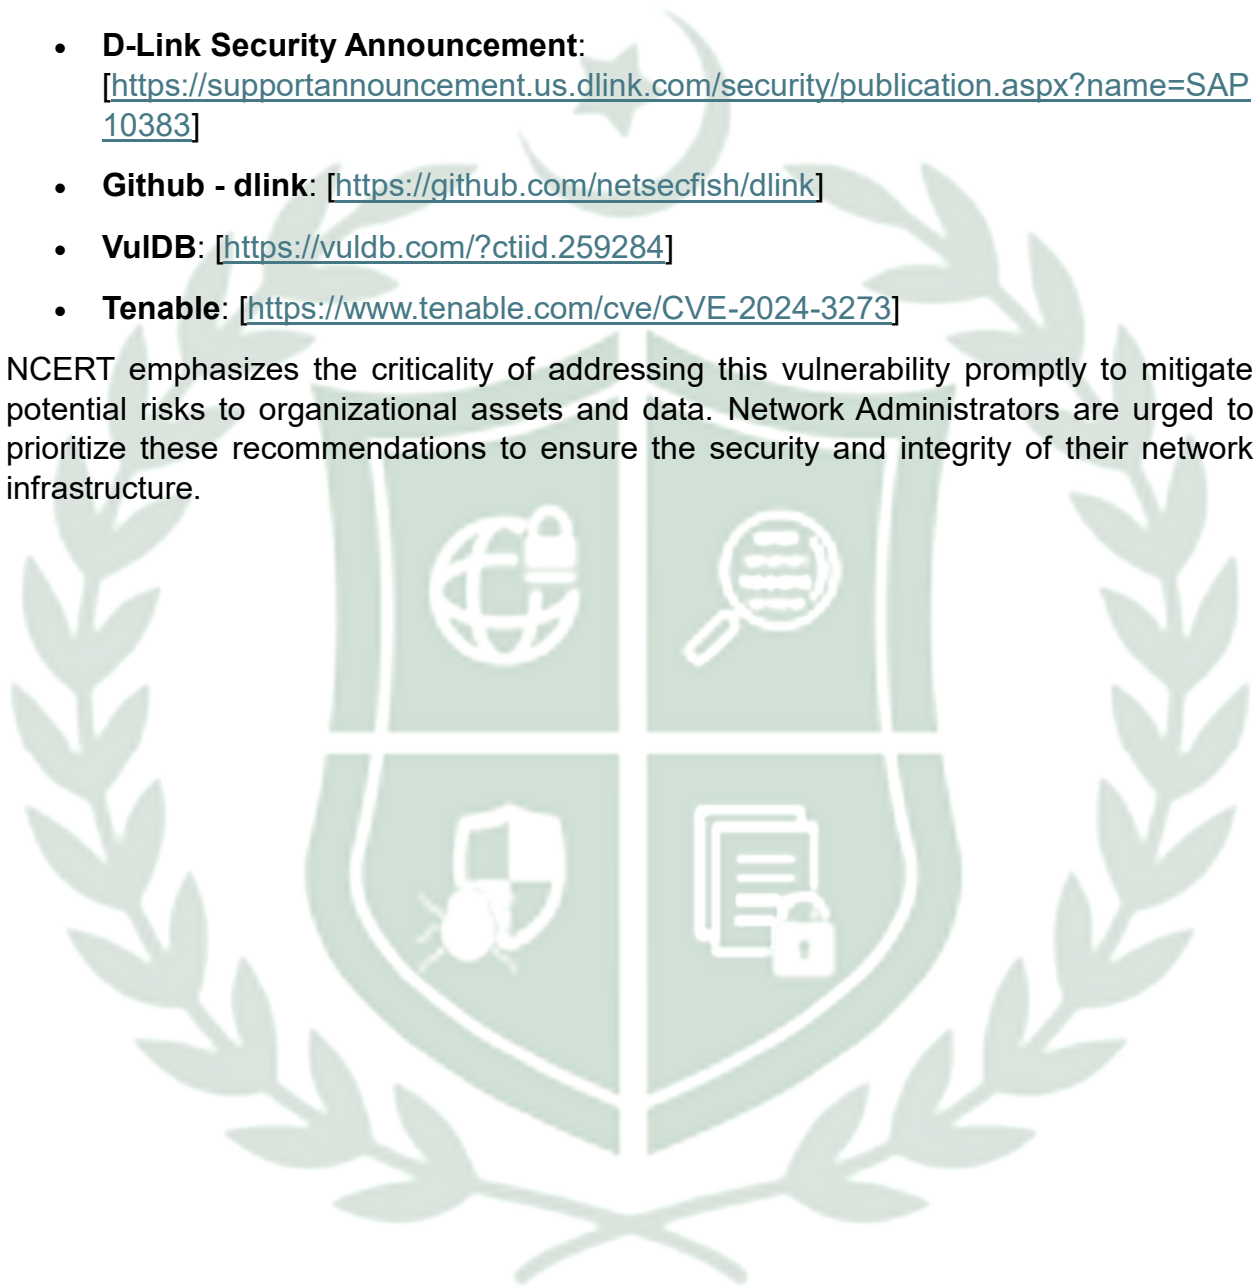 • D-Link Security Announcement:
[https://supportannouncement.us.dlink.com/security/publication.aspx?name=SAP
10383]
• Github - dlink: [https://github.com/netsecfish/dlink]
• VulDB: [https://vuldb.com/?ctiid.259284]
• Tenable: [https://www.tenable.com/cve/CVE-2024-3273]
NCERT emphasizes the criticality of addressing this vulnerability promptly to mitigate
potential risks to organizational assets and data. Network Administrators are urged to
prioritize these recommendations to ensure the security and integrity of their network
infrastructure.